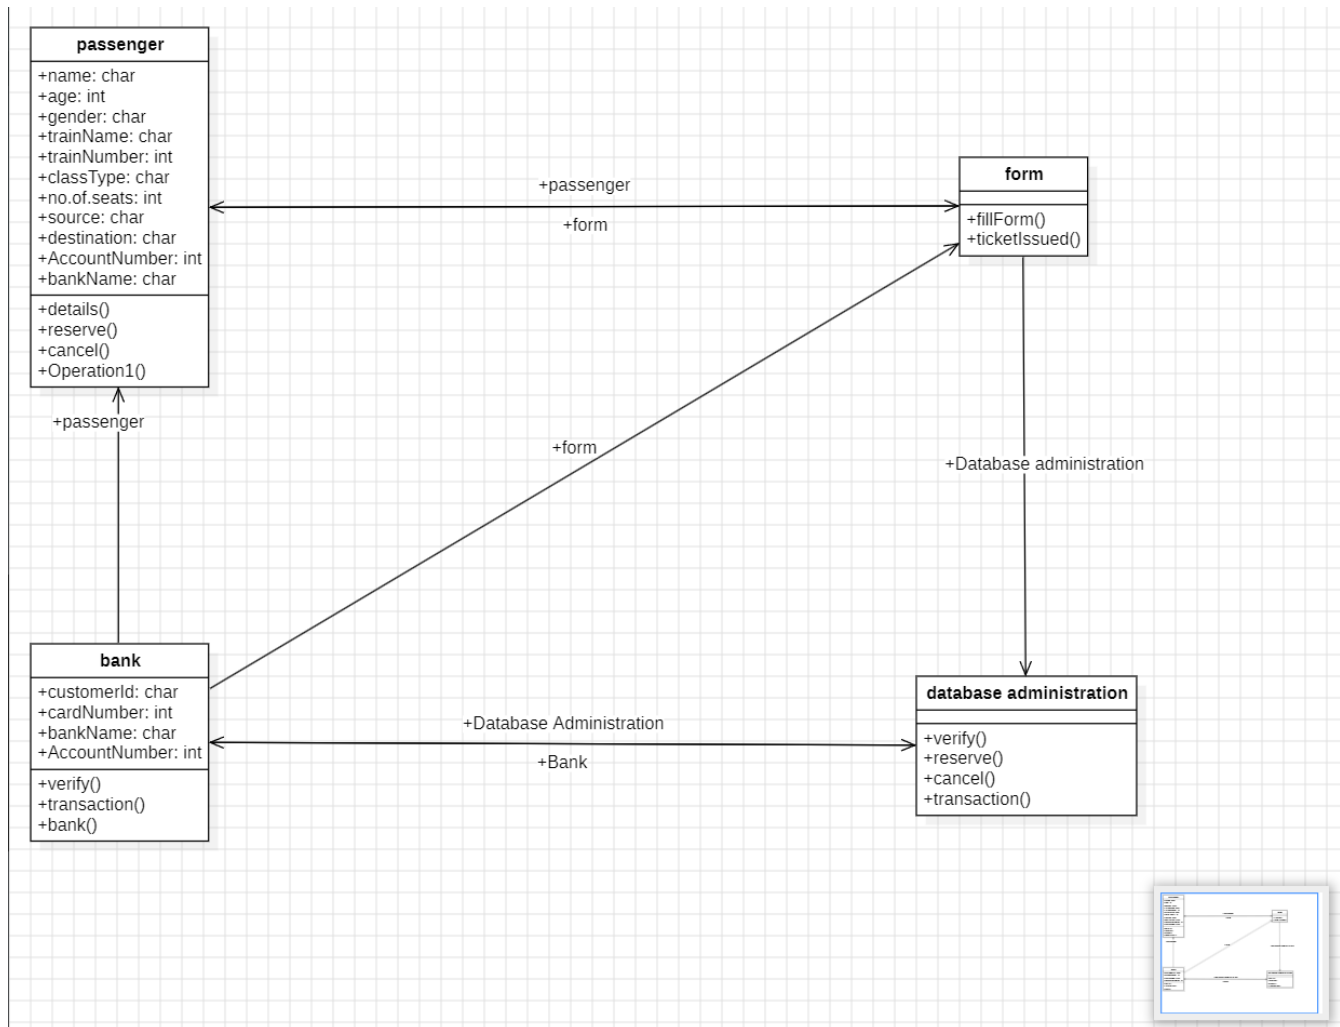 passenger
+name: char
+age: int
+gender: char
+trainName: char
+trainNumber: int
+classType: char
+no.of.seats: int
+source: char
+destination: char
+AccountNumber: int
+bankName: char
+details()
+reserve()
+cancel()
+Operation1()
+passenger
+form
form
+fillForm()
+ticketIssued()
+passenger
+form
+Database administration
bank
+customerId: char
+cardNumber: int
+bankName: char
+AccountNumber: int
+verify()
+transaction()
+bank()
+Database Administration
+Bank
database administration
+verify()
+reserve()
+cancel()
+transaction()